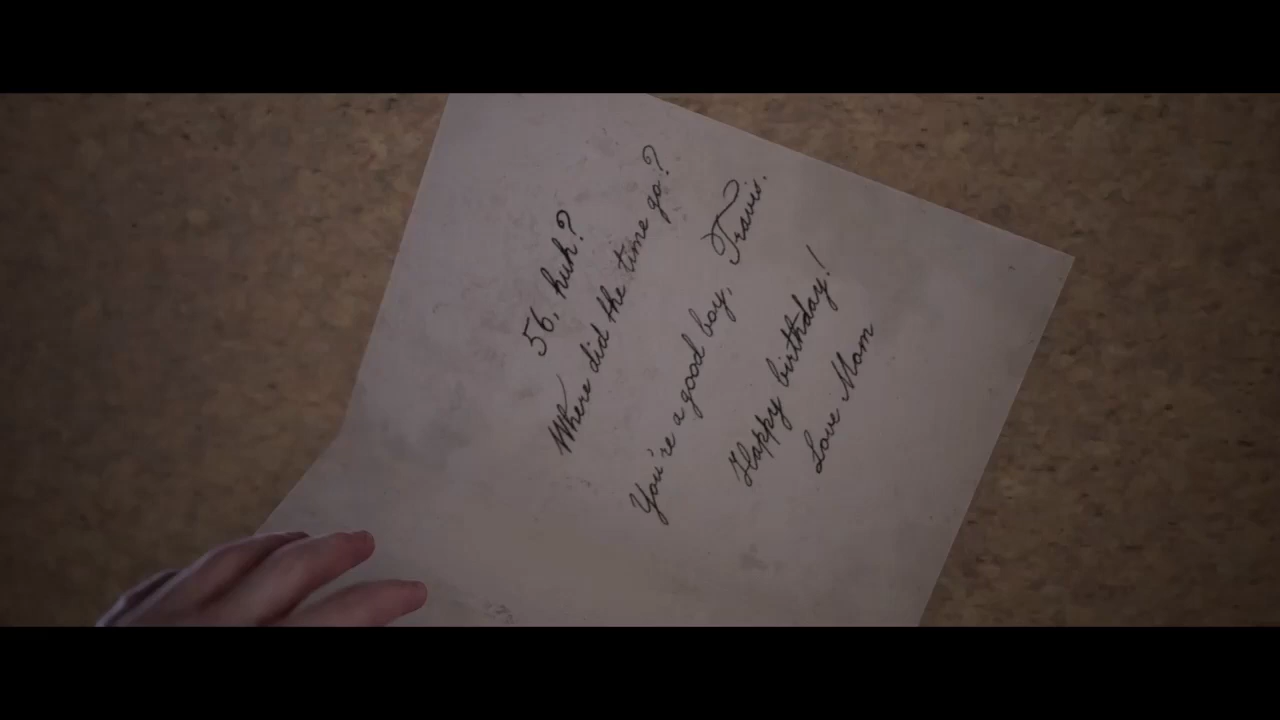 56, huh?
Where did the time go?
You're a good boy, Travis.
Happy birthday!
Love Mom